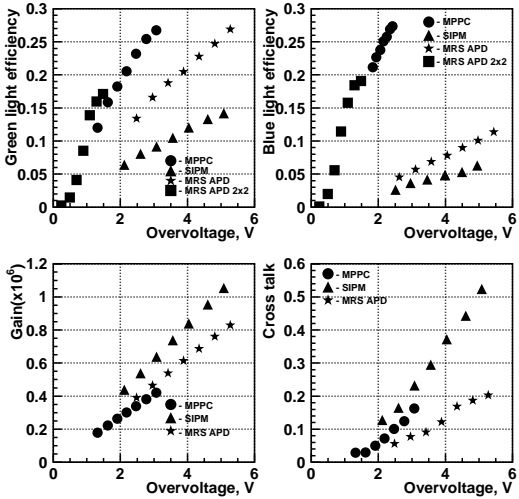 Green light efficiency
0.3
0.25
0.2
0.15
0.1
0.05
0
0 2 4 6
Overvoltage, V
- MPPC
- SIPM
- MRS APD
- MRS APD 2x2
Blue light efficiency
0.3
0.25
0.2
0.15
0.1
0.05
0
0 2 4 6
Overvoltage, V
- MPPC
- SIPM
- MRS APD
- MRS APD 2x2
Gain(x10⁶)
1.2
1
0.8
0.6
0.4
0.2
0
0 2 4 6
Overvoltage, V
- MPPC
- SIPM
- MRS APD
Cross talk
0.6
0.5
0.4
0.3
0.2
0.1
0
0 2 4 6
Overvoltage, V
- MPPC
- SIPM
- MRS APD